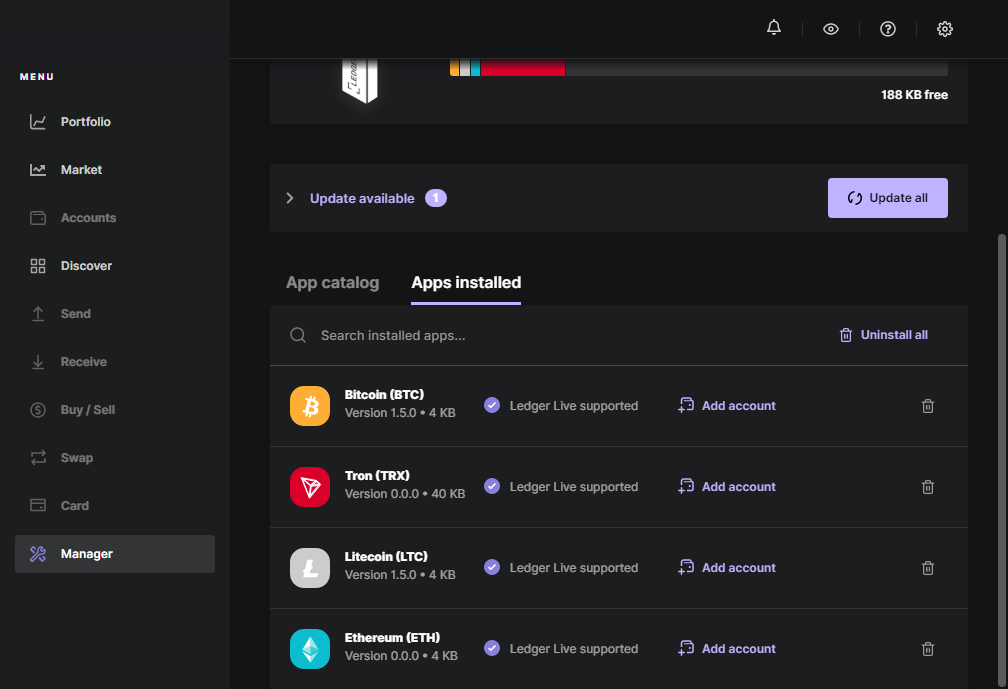 MENU
Portfolio
Market
Accounts
Discover
Send
Receive
Buy / Sell
Swap
Card
Manager
188 KB free
Update available 1
Update all
App catalog
Apps installed
Search installed apps...
Uninstall all
Bitcoin (BTC)
Version 1.5.0 • 4 KB
Ledger Live supported
Add account
Tron (TRX)
Version 0.0.0 • 40 KB
Ledger Live supported
Add account
Litecoin (LTC)
Version 1.5.0 • 4 KB
Ledger Live supported
Add account
Ethereum (ETH)
Version 0.0.0 • 4 KB
Ledger Live supported
Add account